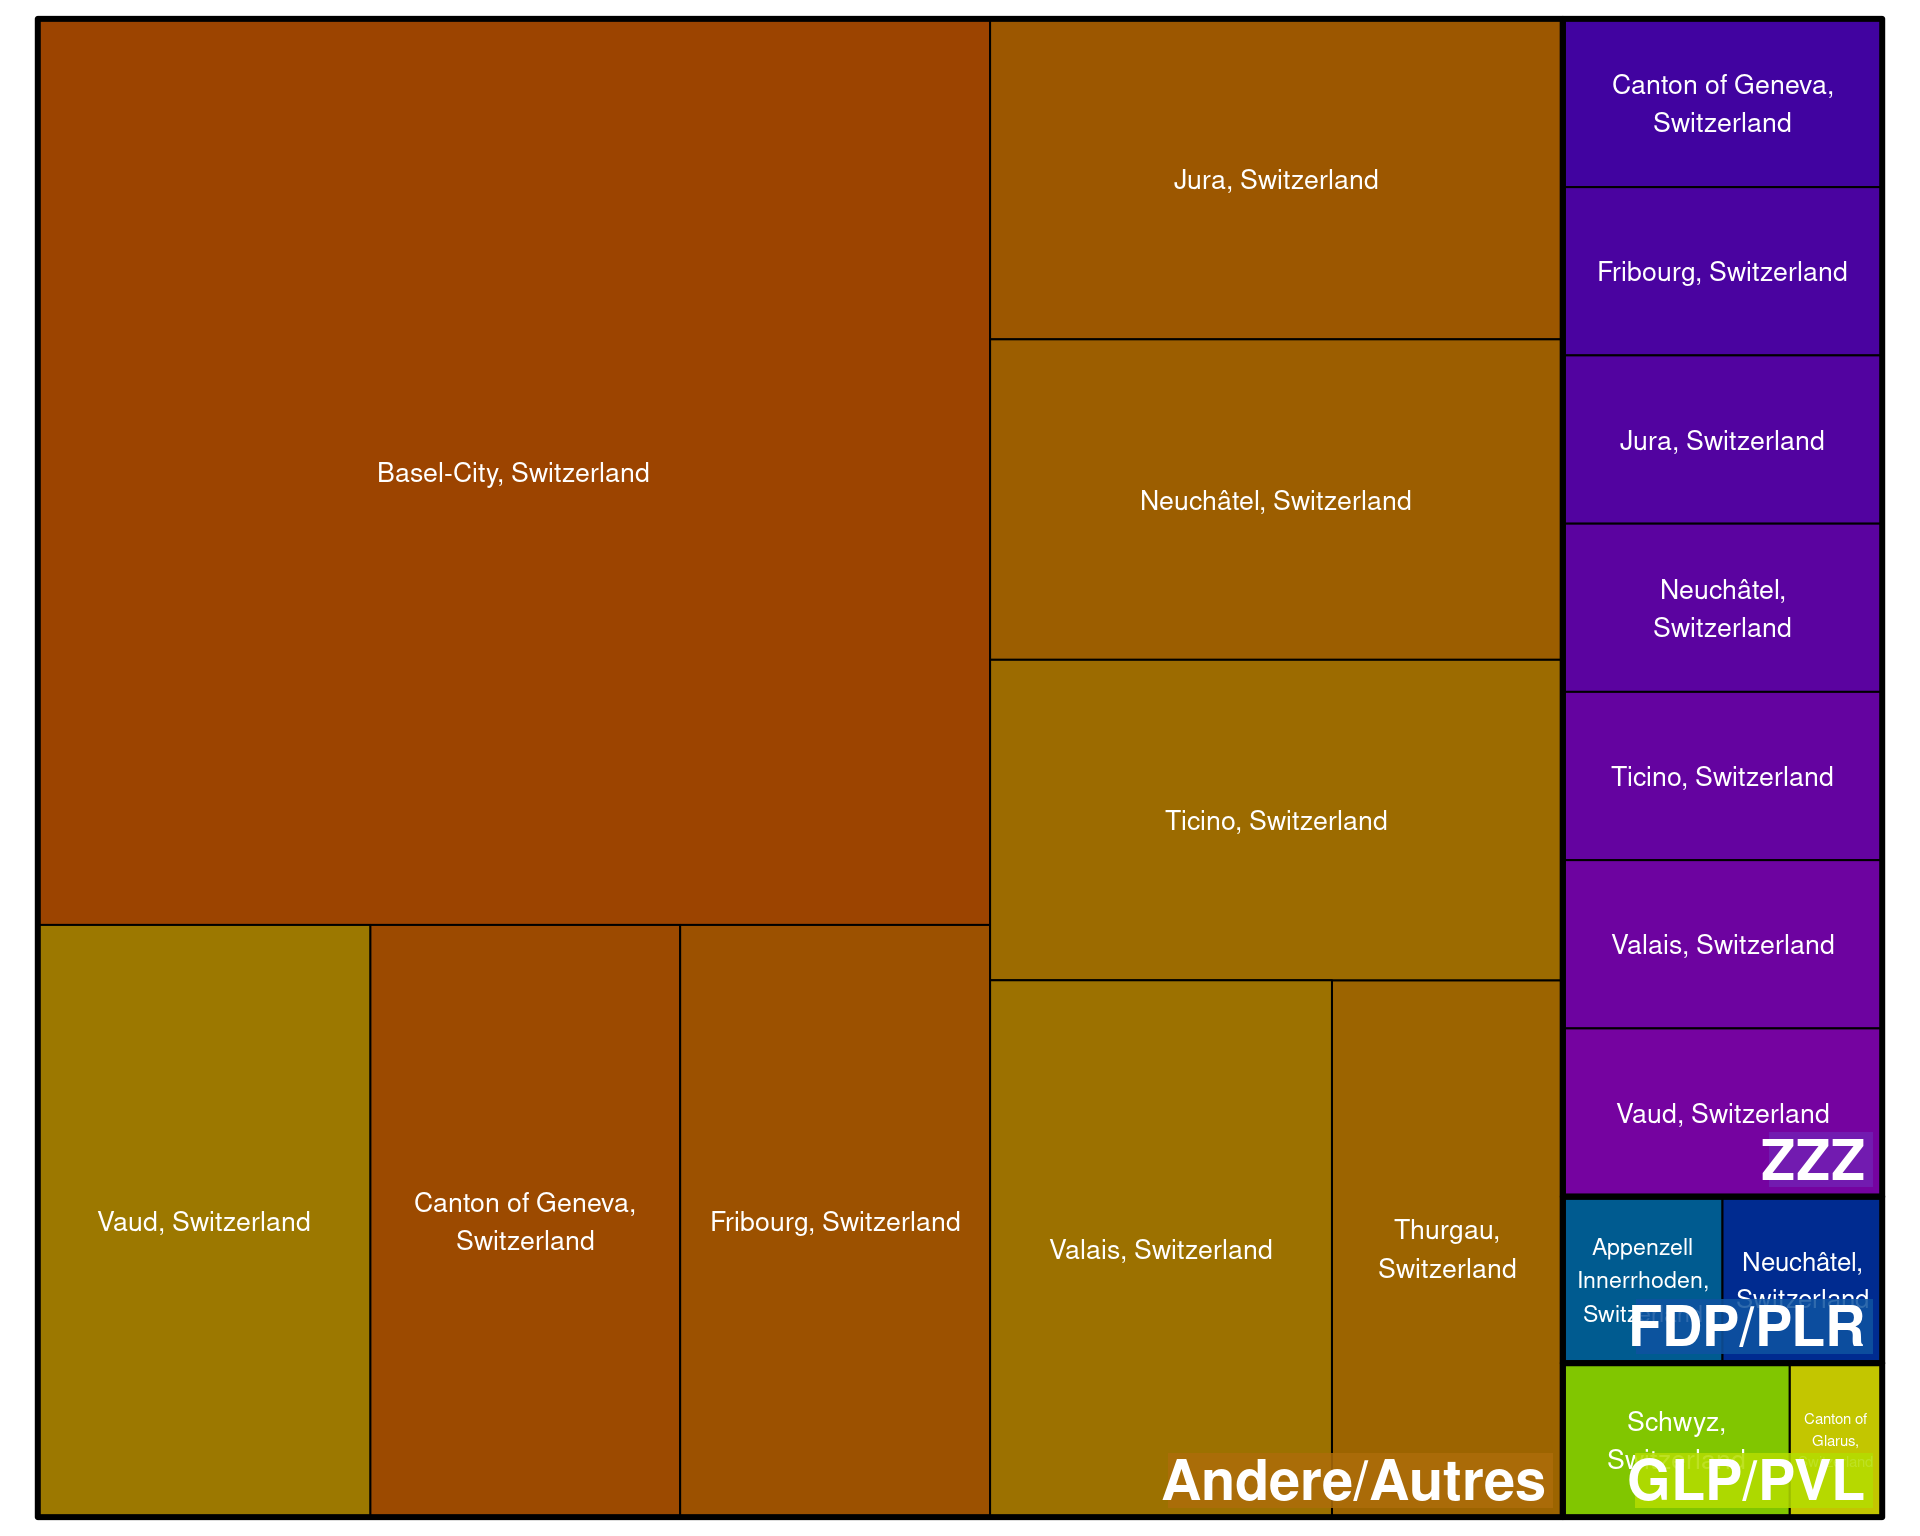 Basel-City, Switzerland
Vaud, Switzerland
Canton of Geneva,
Switzerland
Fribourg, Switzerland
Jura, Switzerland
Neuchâtel, Switzerland
Ticino, Switzerland
Valais, Switzerland
Thurgau,
Switzerland
Andere/Autres
Canton of Geneva,
Switzerland
Fribourg, Switzerland
Jura, Switzerland
Neuchâtel,
Switzerland
Ticino, Switzerland
Valais, Switzerland
Vaud, Switzerland
ZZZ
Appenzell
Innerrhoden,
Switzerland
Neuchâtel,
Switzerland
FDP/PLR
Schwyz,
Switzerland
Canton of
Glarus,
GLP/PVL